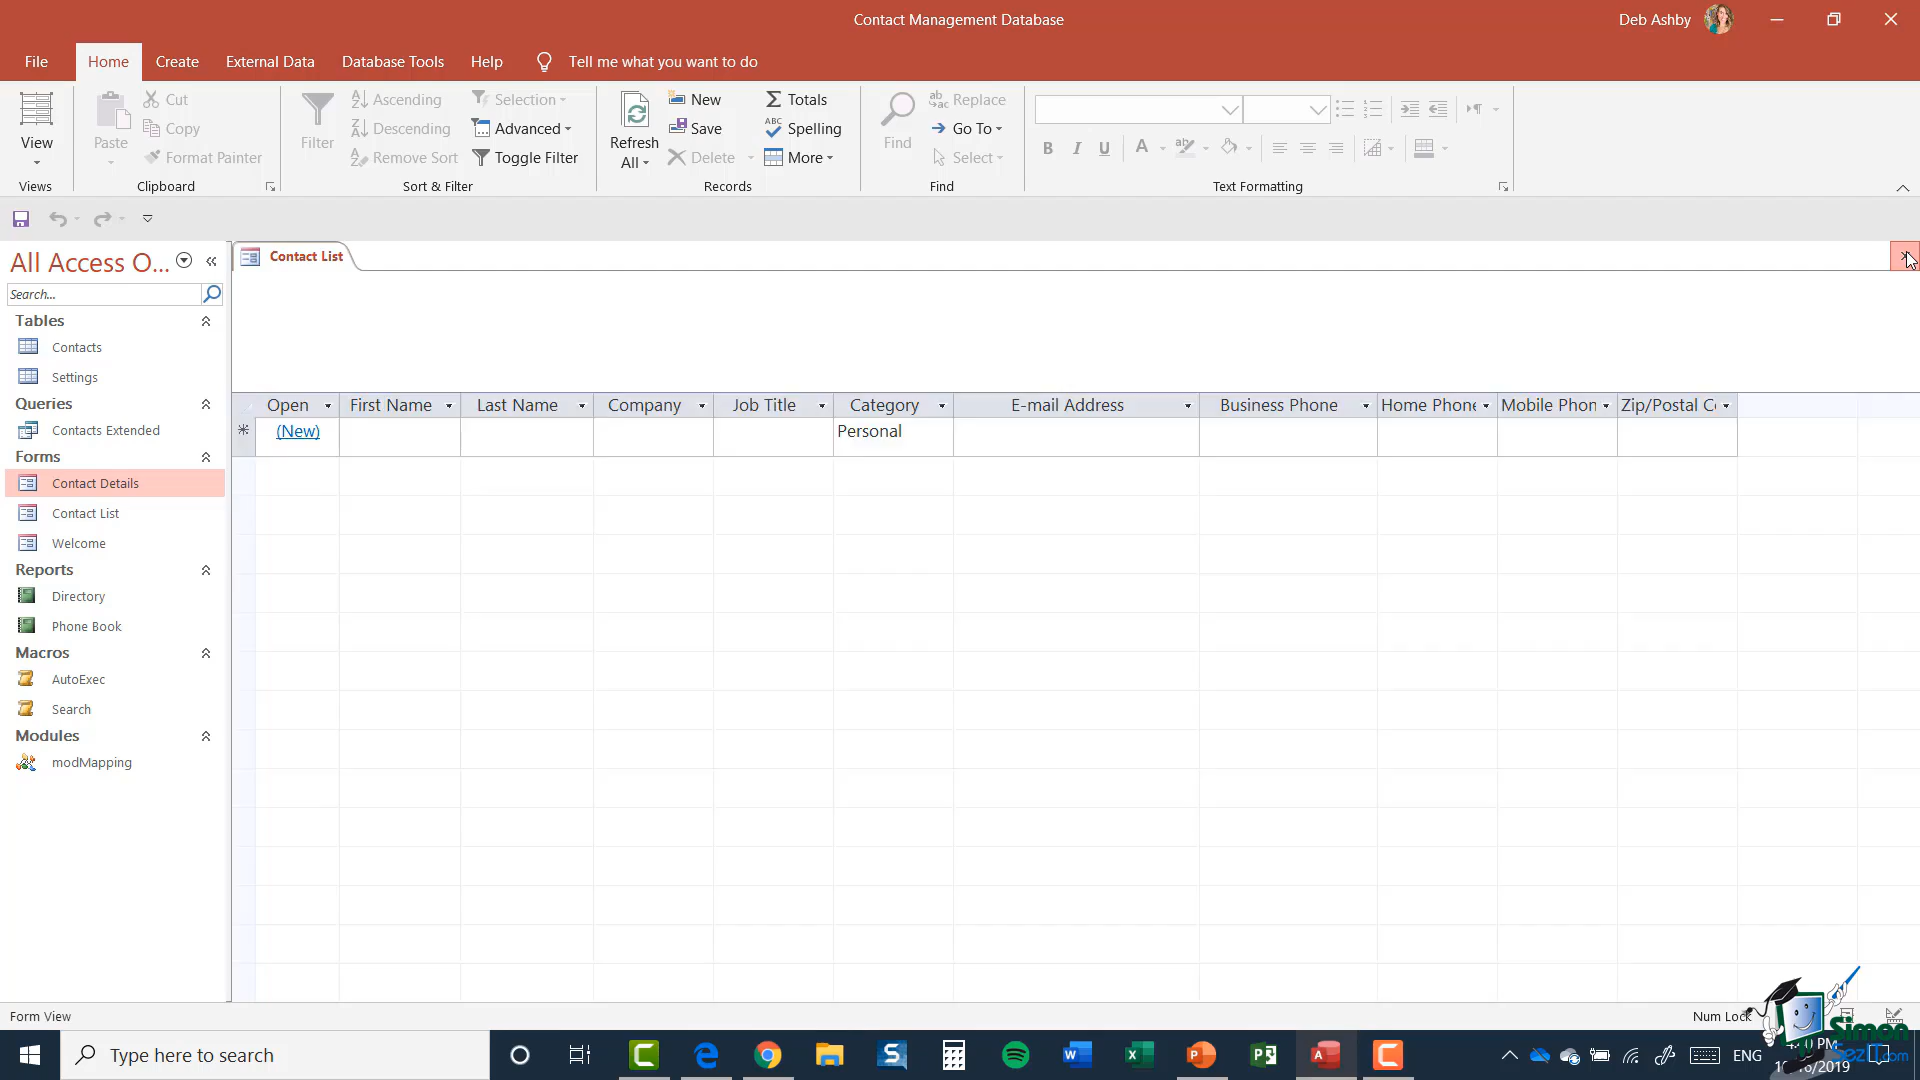 Contact Management Database
Deb Ashby
File Home Create External Data Database Tools Help Tell me what you want to do
View
Views
Paste
Cut
Copy
Format Painter
Clipboard
Filter
Ascending
Descending
Remove Sort
Selection
Advanced
Toggle Filter
Sort & Filter
Refresh
All
New
Save
Delete
Totals
Spelling
More
Records
Find
Replace
Go To
Select
Find
B I U A
Text Formatting
All Access O...
Search...
Tables
Contacts
Settings
Queries
Contacts Extended
Forms
Contact Details
Contact List
Welcome
Reports
Directory
Phone Book
Macros
AutoExec
Search
Modules
modMapping
Contact List
Open First Name Last Name Company Job Title Category E-mail Address Business Phone Home Phone Mobile Phon Zip/Postal
(New) Personal
Form View
Num Lock
Type here to search
ENG
Simon
SezIT.com